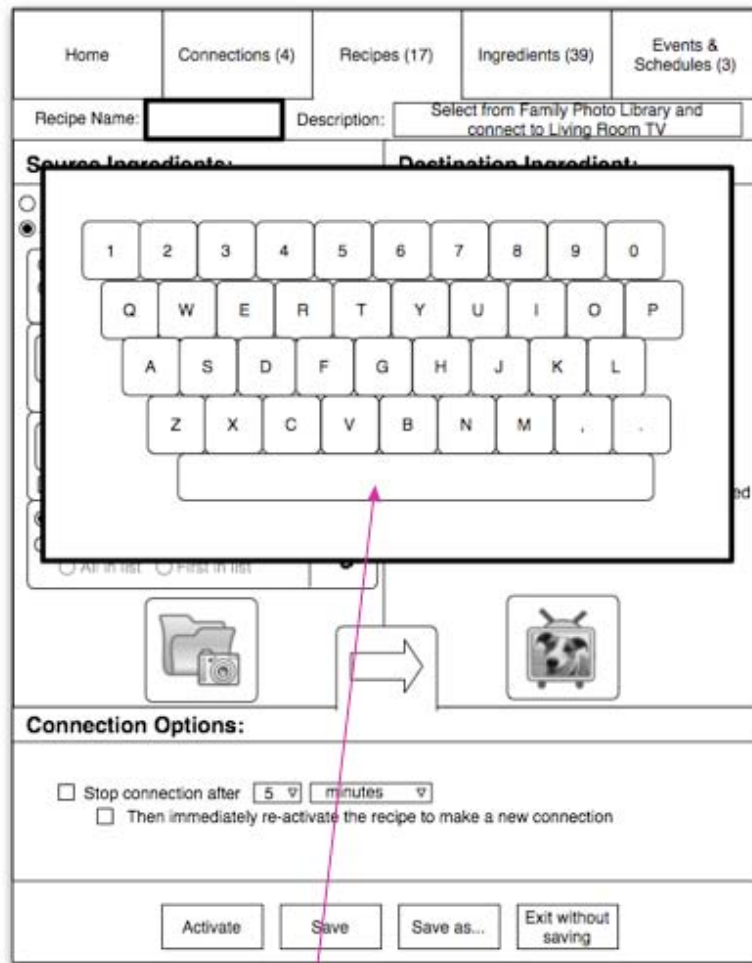 Home
Connections (4)
Recipes (17)
Ingredients (39)
Events &
Schedules (3)
Recipe Name:
Description:
Select from Family Photo Library and
connect to Living Room TV
Source Ingredients:
Destination Ingredient:
1 2 3 4 5 6 7 8 9 0
Q W E R T Y U I O P
A S D F G H J K L
Z X C V B N M , .
ed
All in list First in list
Connection Options:
Stop connection after 5 minutes
Then immediately re-activate the recipe to make a new connection
Activate
Save
Save as...
Exit without
saving